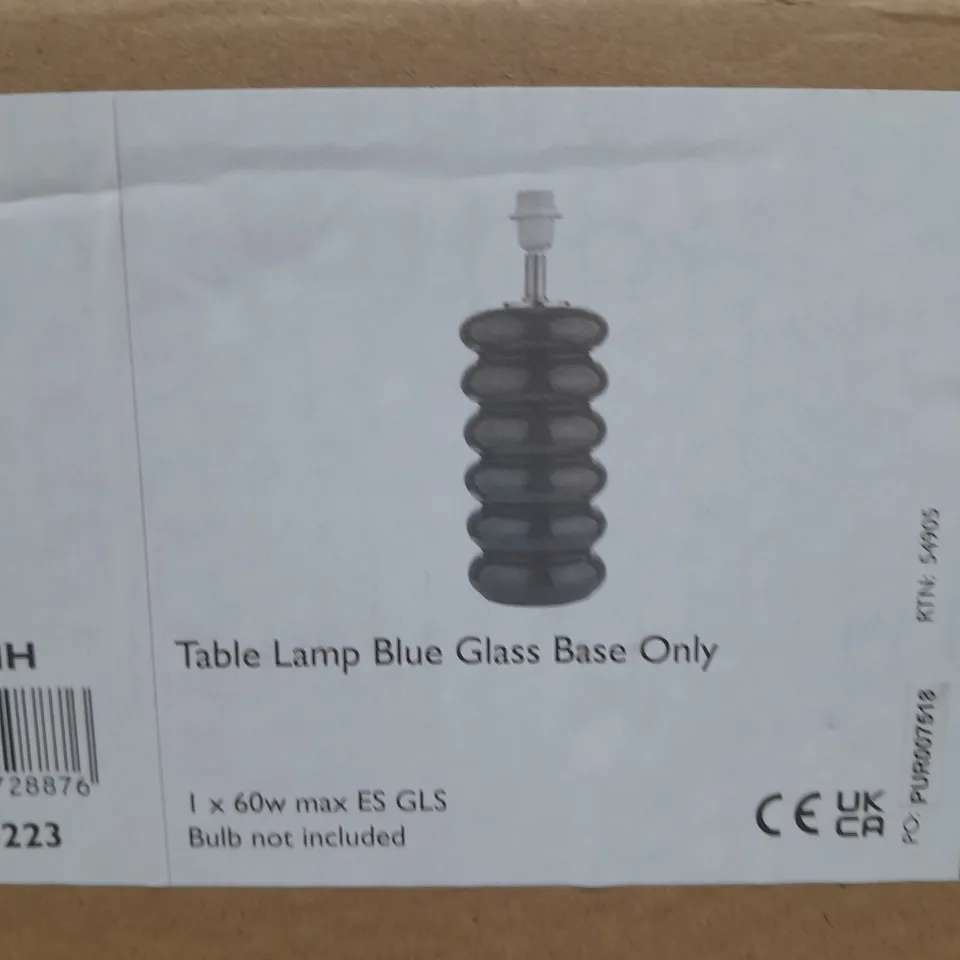 IH
728876
223
Table Lamp Blue Glass Base Only
1 x 60w max ES GLS
Bulb not included
CE UK
CA
PO: PUR007518
RTN: 54905